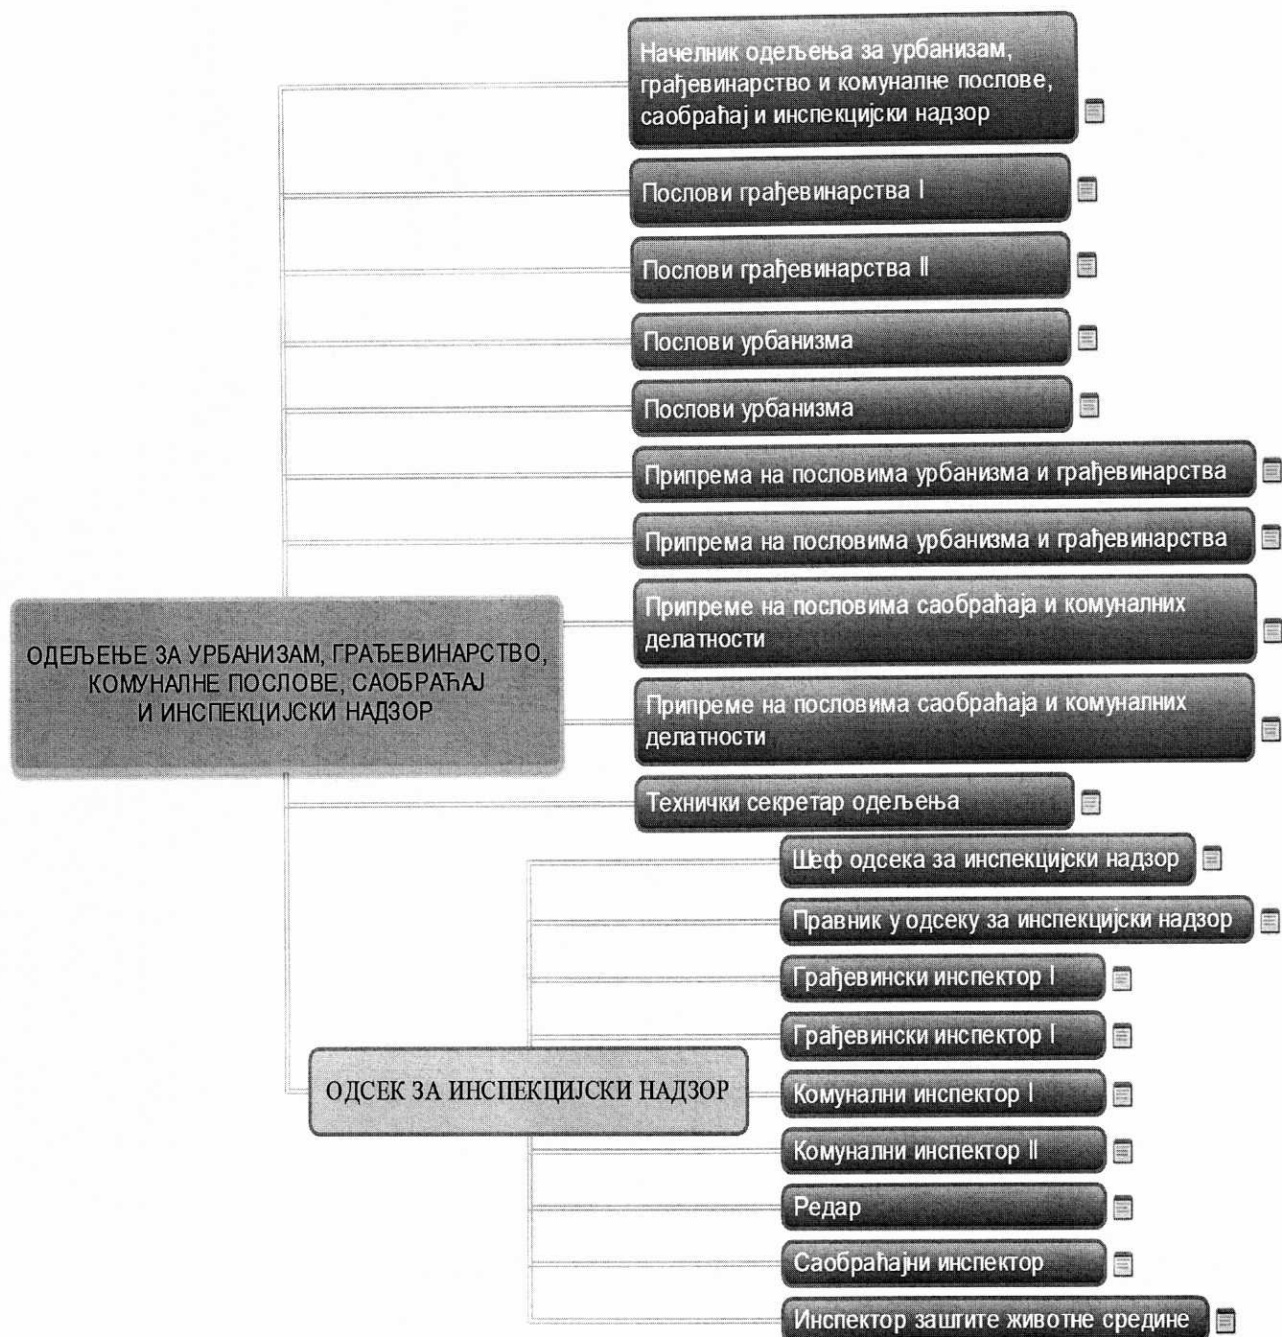 Начелник одељења за урбанизам,
грађевинарство и комуналне послове,
саобраћај и инспекцијски надзор
Послови грађевинарства I
Послови грађевинарства II
Послови урбанизма
Послови урбанизма
Припрема на пословима урбанизма и грађевинарства
Припрема на пословима урбанизма и грађевинарства
Припреме на пословима саобраћаја и комуналних
делатности
ОДЕЉЕЊЕ ЗА УРБАНИЗАМ, ГРАЂЕВИНАРСТВО,
КОМУНАЛНЕ ПОСЛОВЕ, САОБРАЋАЈ
И ИНСПЕКЦИЈСКИ НАДЗОР
Припреме на пословима саобраћаја и комуналних
делатности
Технички секретар одељења
Шеф одсека за инспекцијски надзор
Правник у одсеку за инспекцијски надзор
Грађевински инспектор I
Грађевински инспектор I
ОДСЕК ЗА ИНСПЕКЦИЈСКИ НАДЗОР
Комунални инспектор I
Комунални инспектор II
Редар
Саобраћајни инспектор
Инспектор заштите животне средине